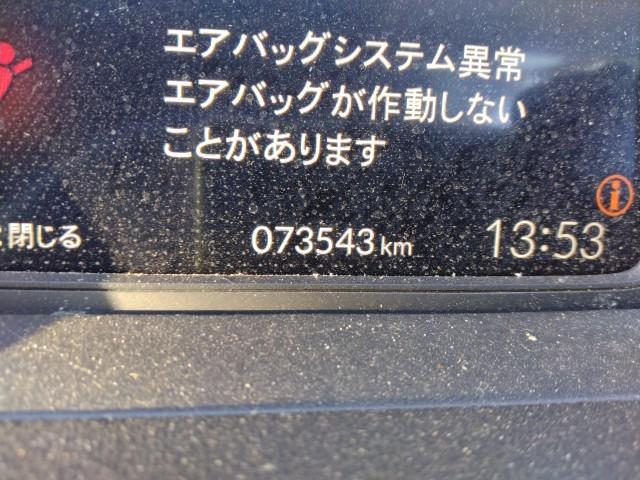 エアバッグシステム異常
エアバッグが作動しない
ことがあります
閉じる
073543km
13:53